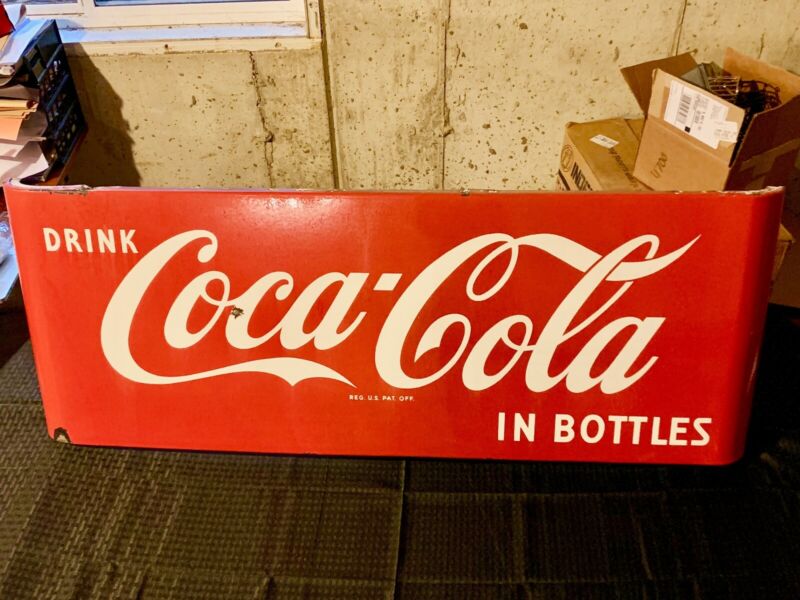 DRINK
Coca-Cola
REG. U.S. PAT. OFF.
IN BOTTLES